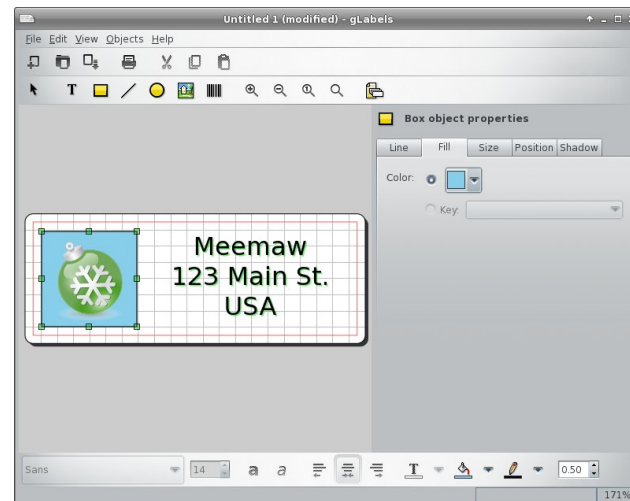 Untitled 1 (modified) - gLabels
File Edit View Objects Help
T
Box object properties
Line Fill Size Position Shadow
Color:
Key:
Meemaw
123 Main St.
USA
Sans 14 a a T 0.50
171%